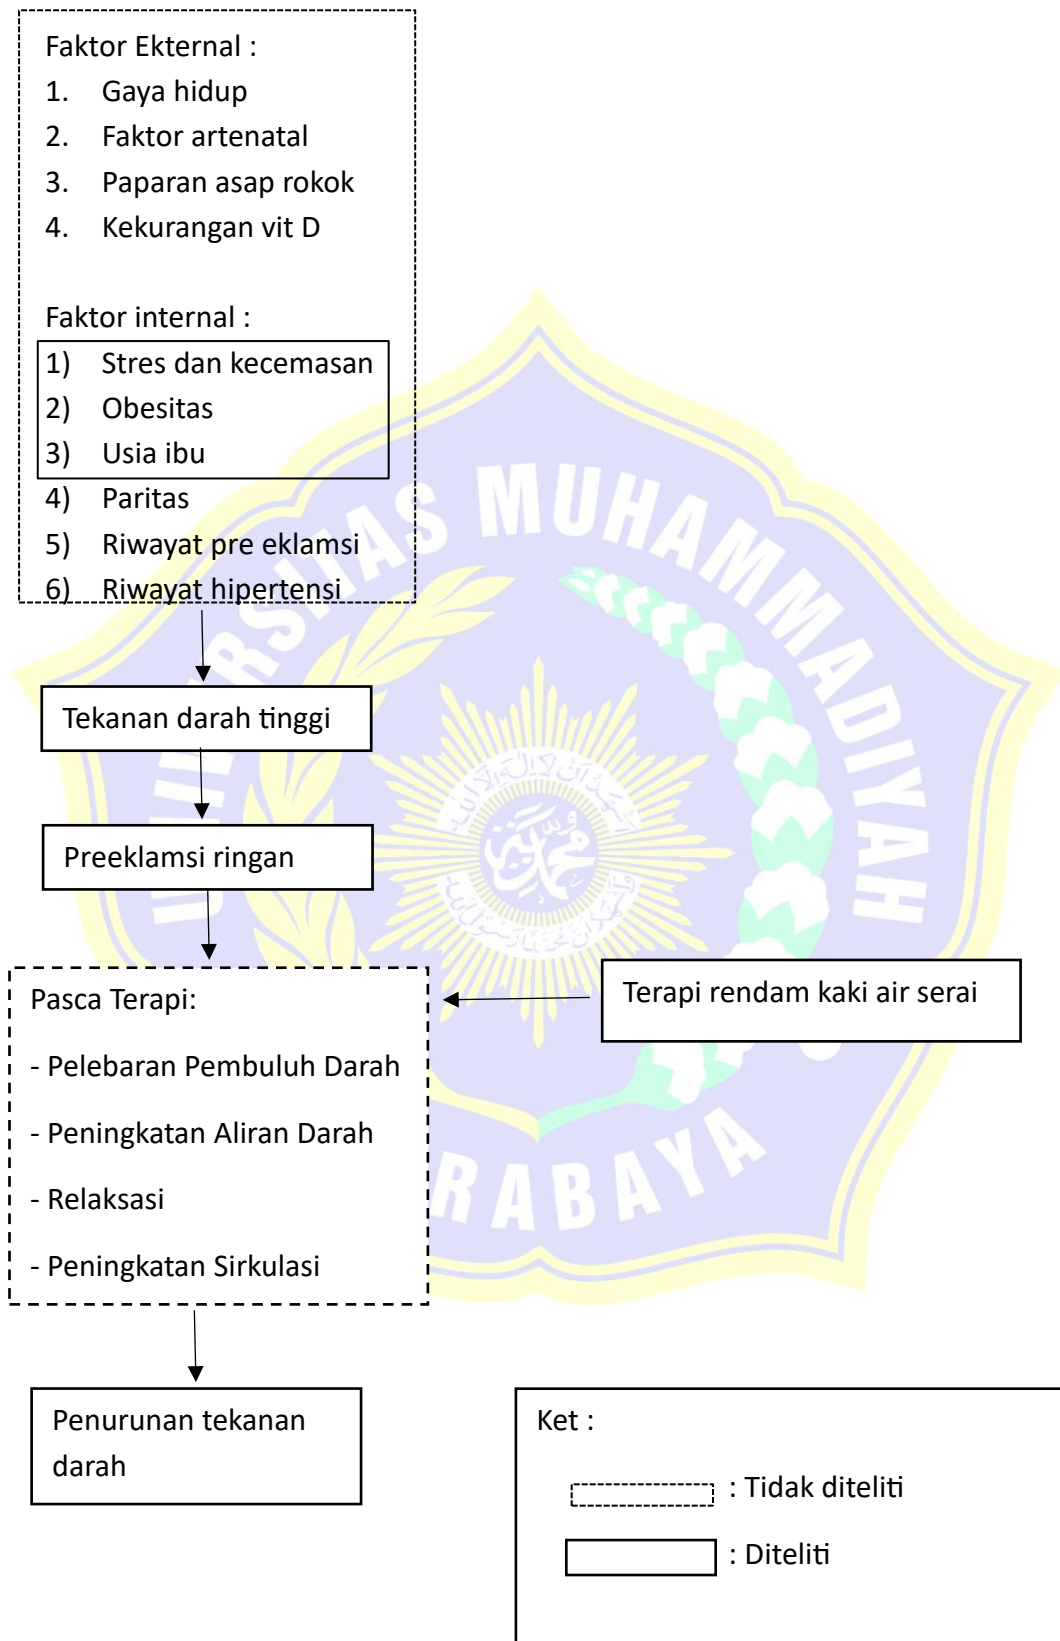 Faktor Ekternal :
1. Gaya hidup
2. Faktor artenatal
3. Paparan asap rokok
4. Kekurangan vit D
Faktor internal :
1) Stres dan kecemasan
2) Obesitas
3) Usia ibu
4) Paritas
5) Riwayat pre eklamsi
6) Riwayat hipertensi
Tekanan darah tinggi
Preeklamsi ringan
Pasca Terapi:
- Pelebaran Pembuluh Darah
- Peningkatan Aliran Darah
- Relaksasi
- Peningkatan Sirkulasi
Terapi rendam kaki air serai
Penurunan tekanan
darah
Ket :
: Tidak diteliti
: Diteliti
MUHAMMADIYAH